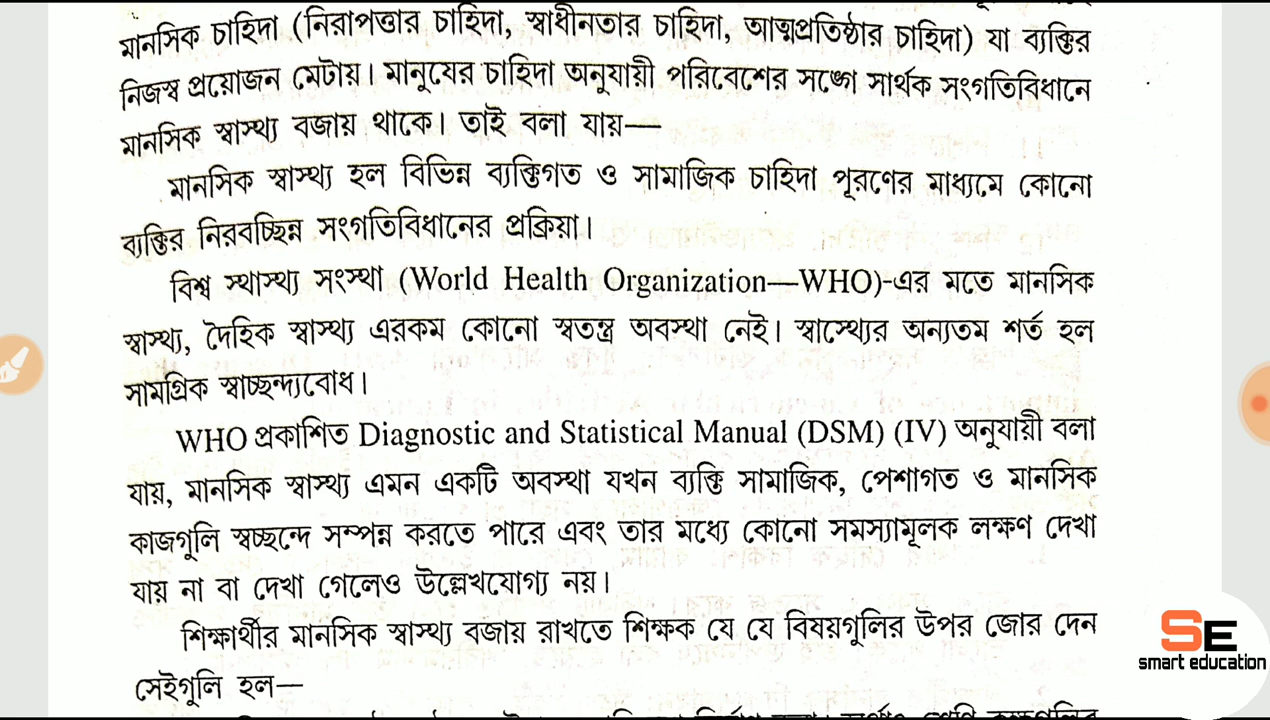 মানসিক চাহিদা (নিরাপত্তার চাহিদা, স্বাধীনতার চাহিদা, আত্মপ্রতিষ্ঠার চাহিদা) যা ব্যক্তির
নিজস্ব প্রয়োজন মেটায়। মানুষের চাহিদা অনুযায়ী পরিবেশের সঙ্গে সার্থক সংগতিবিধানে
মানসিক স্বাস্থ্য বজায় থাকে। তাই বলা যায়—
মানসিক স্বাস্থ্য হল বিভিন্ন ব্যক্তিগত ও সামাজিক চাহিদা পূরণের মাধ্যমে কোনো
ব্যক্তির নিরবচ্ছিন্ন সংগতিবিধানের প্রক্রিয়া।
বিশ্ব স্থাস্থ্য সংস্থা (World Health Organization—WHO)-এর মতে মানসিক
স্বাস্থ্য, দৈহিক স্বাস্থ্য এরকম কোনো স্বতন্ত্র অবস্থা নেই। স্বাস্থ্যের অন্যতম শর্ত হল
সামগ্রিক স্বাচ্ছন্দ্যবোধ।
WHO প্রকাশিত Diagnostic and Statistical Manual (DSM) (IV) অনুযায়ী বলা
যায়, মানসিক স্বাস্থ্য এমন একটি অবস্থা যখন ব্যক্তি সামাজিক, পেশাগত ও মানসিক
কাজগুলি স্বচ্ছন্দে সম্পন্ন করতে পারে এবং তার মধ্যে কোনো সমস্যামূলক লক্ষণ দেখা
যায় না বা দেখা গেলেও উল্লেখযোগ্য নয়।
শিক্ষার্থীর মানসিক স্বাস্থ্য বজায় রাখতে শিক্ষক যে যে বিষয়গুলির উপর জোর দেন
সেইগুলি হল—
SE
smart education